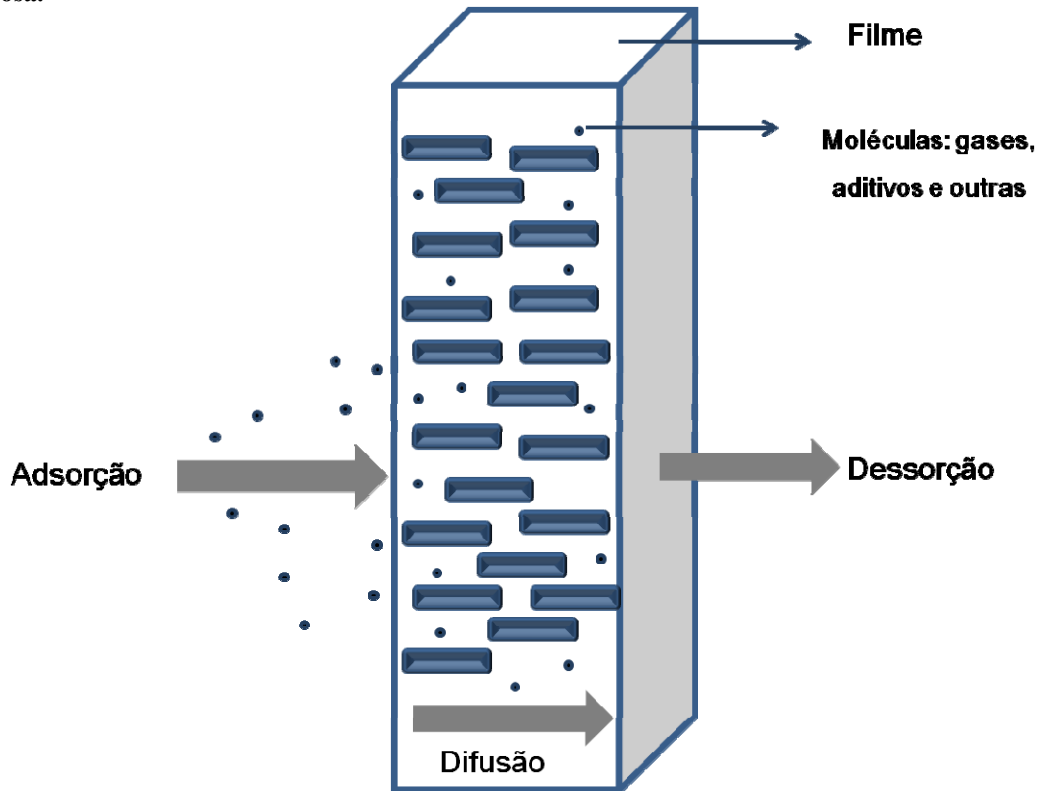 Filme
Moléculas: gases,
aditivos e outras
Adsorção
Dessorção
Difusão